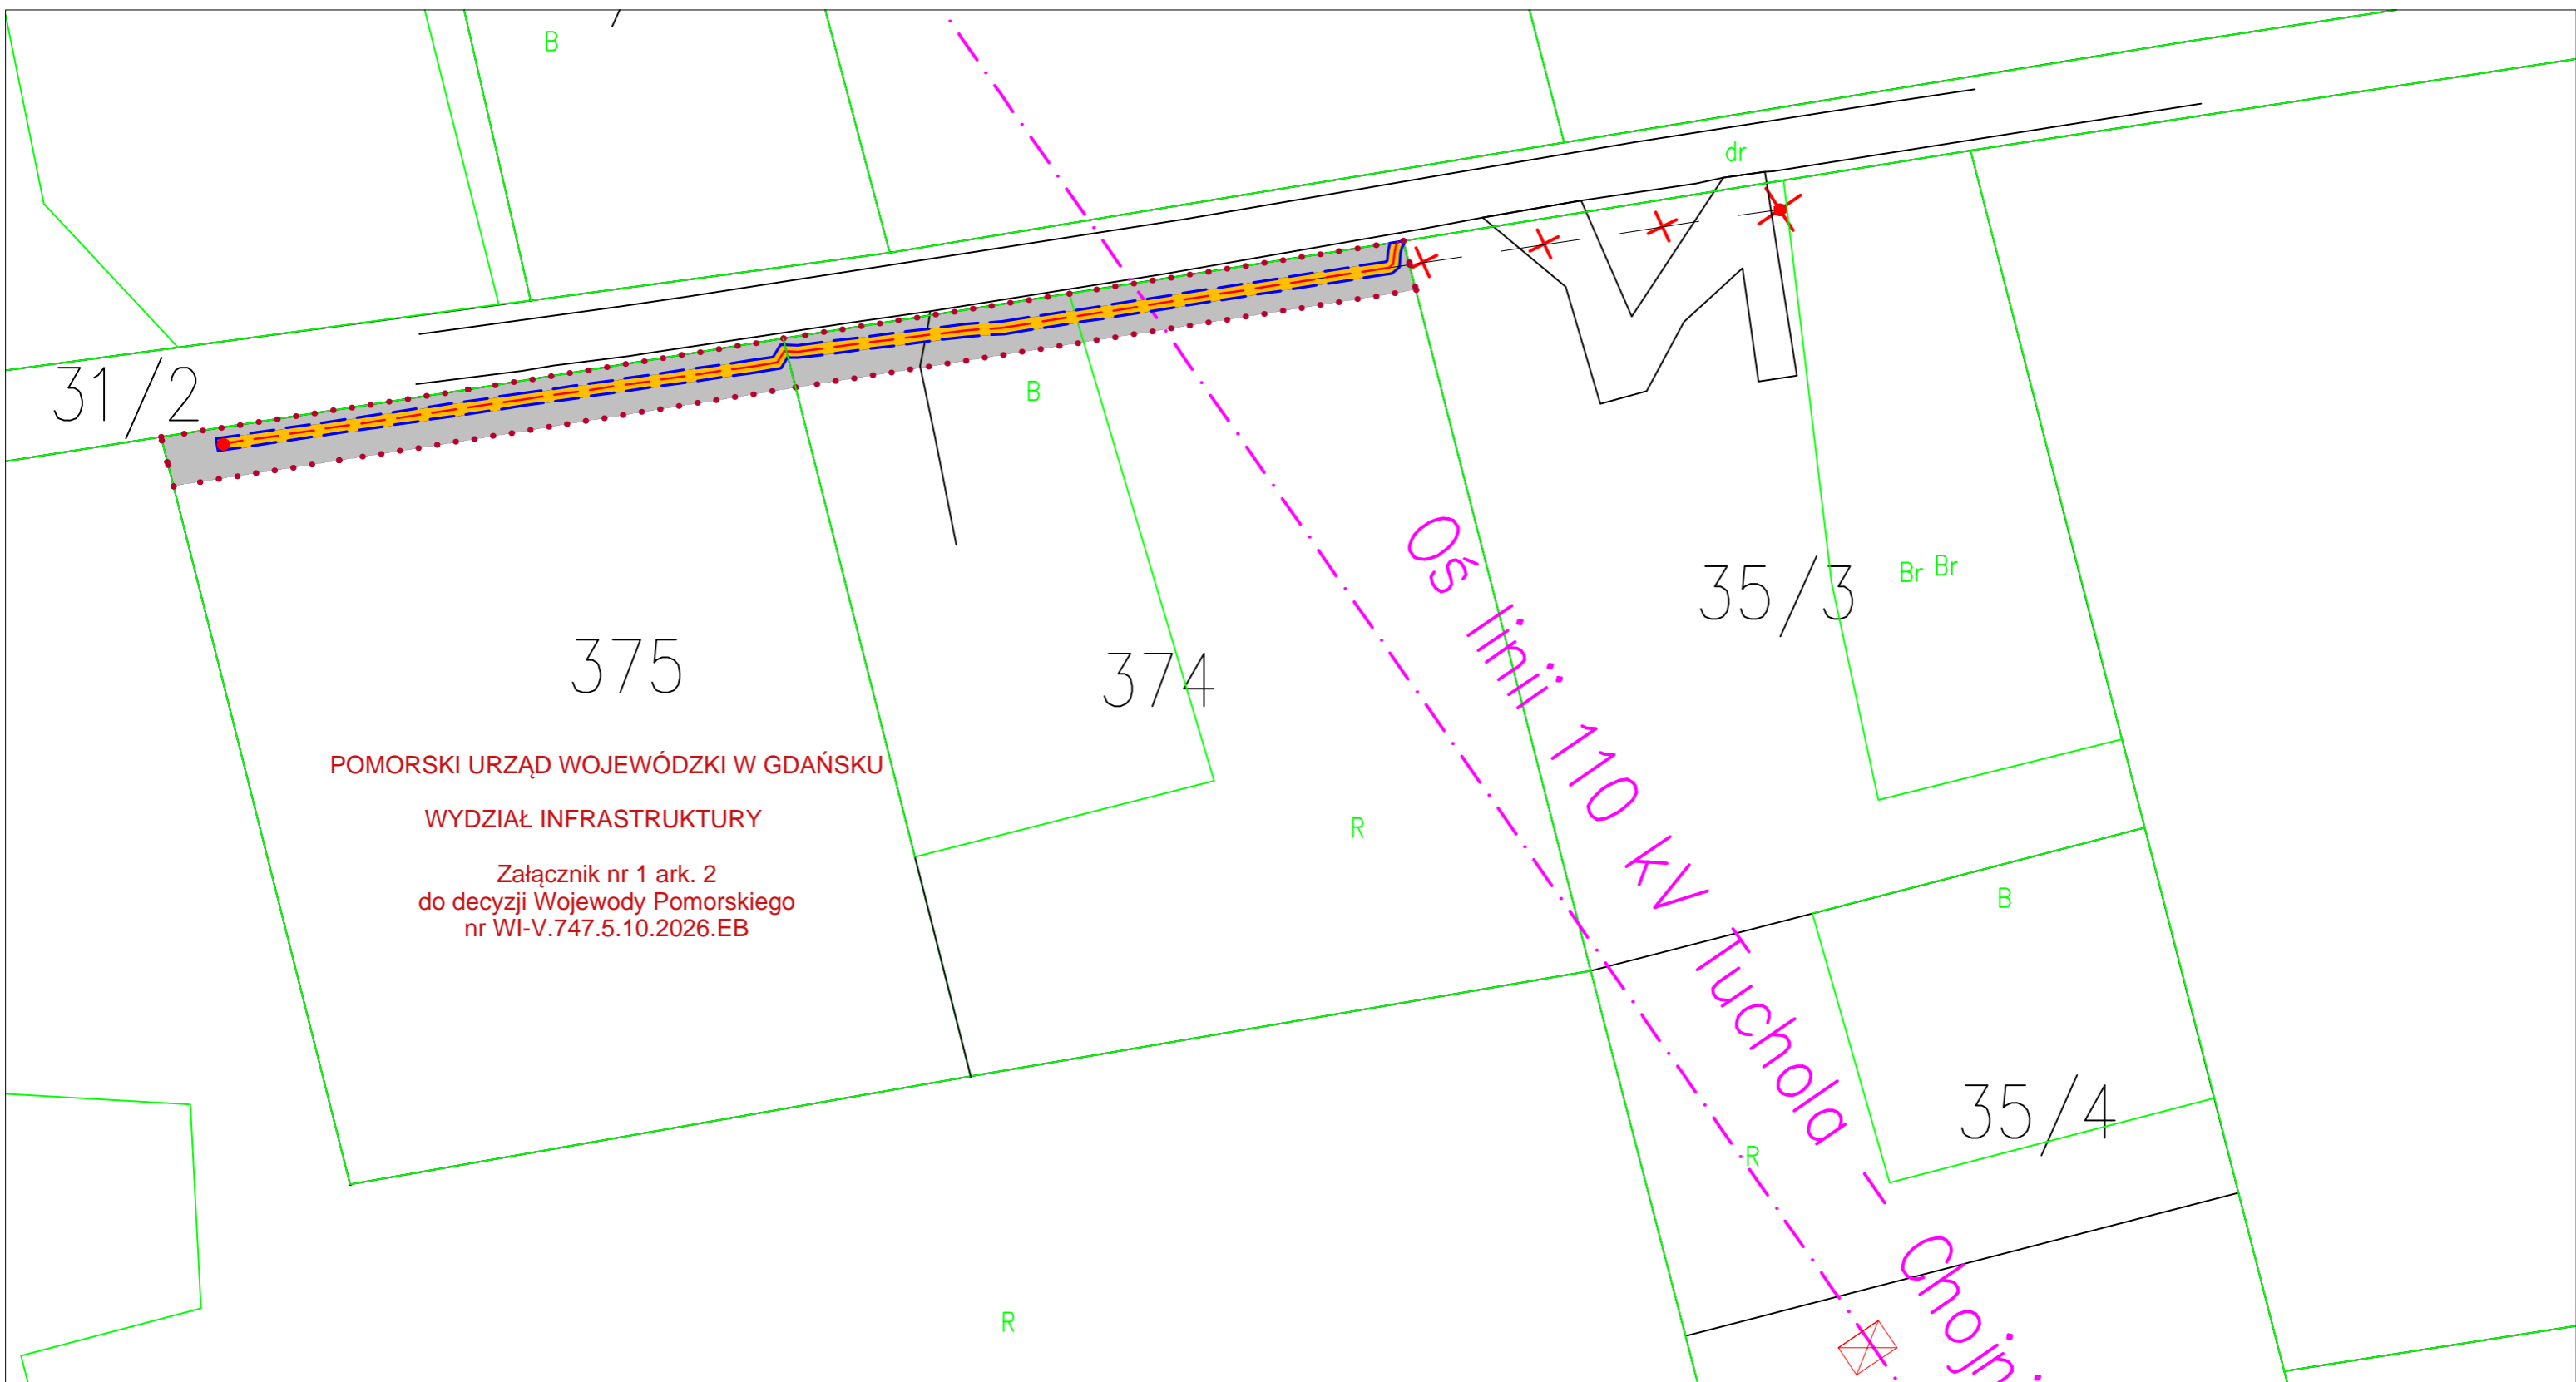 B
dr
31/2
B
35/3
Br Br
375
374
Oś linii 110 kV Tuchola – Chojni
POMORSKI URZĄD WOJEWÓDZKI W GDAŃSKU
WYDZIAŁ INFRASTRUKTURY
Załącznik nr 1 ark. 2
do decyzji Wojewody Pomorskiego
nr WI-V.747.5.10.2026.EB
R
B
35/4
R
R